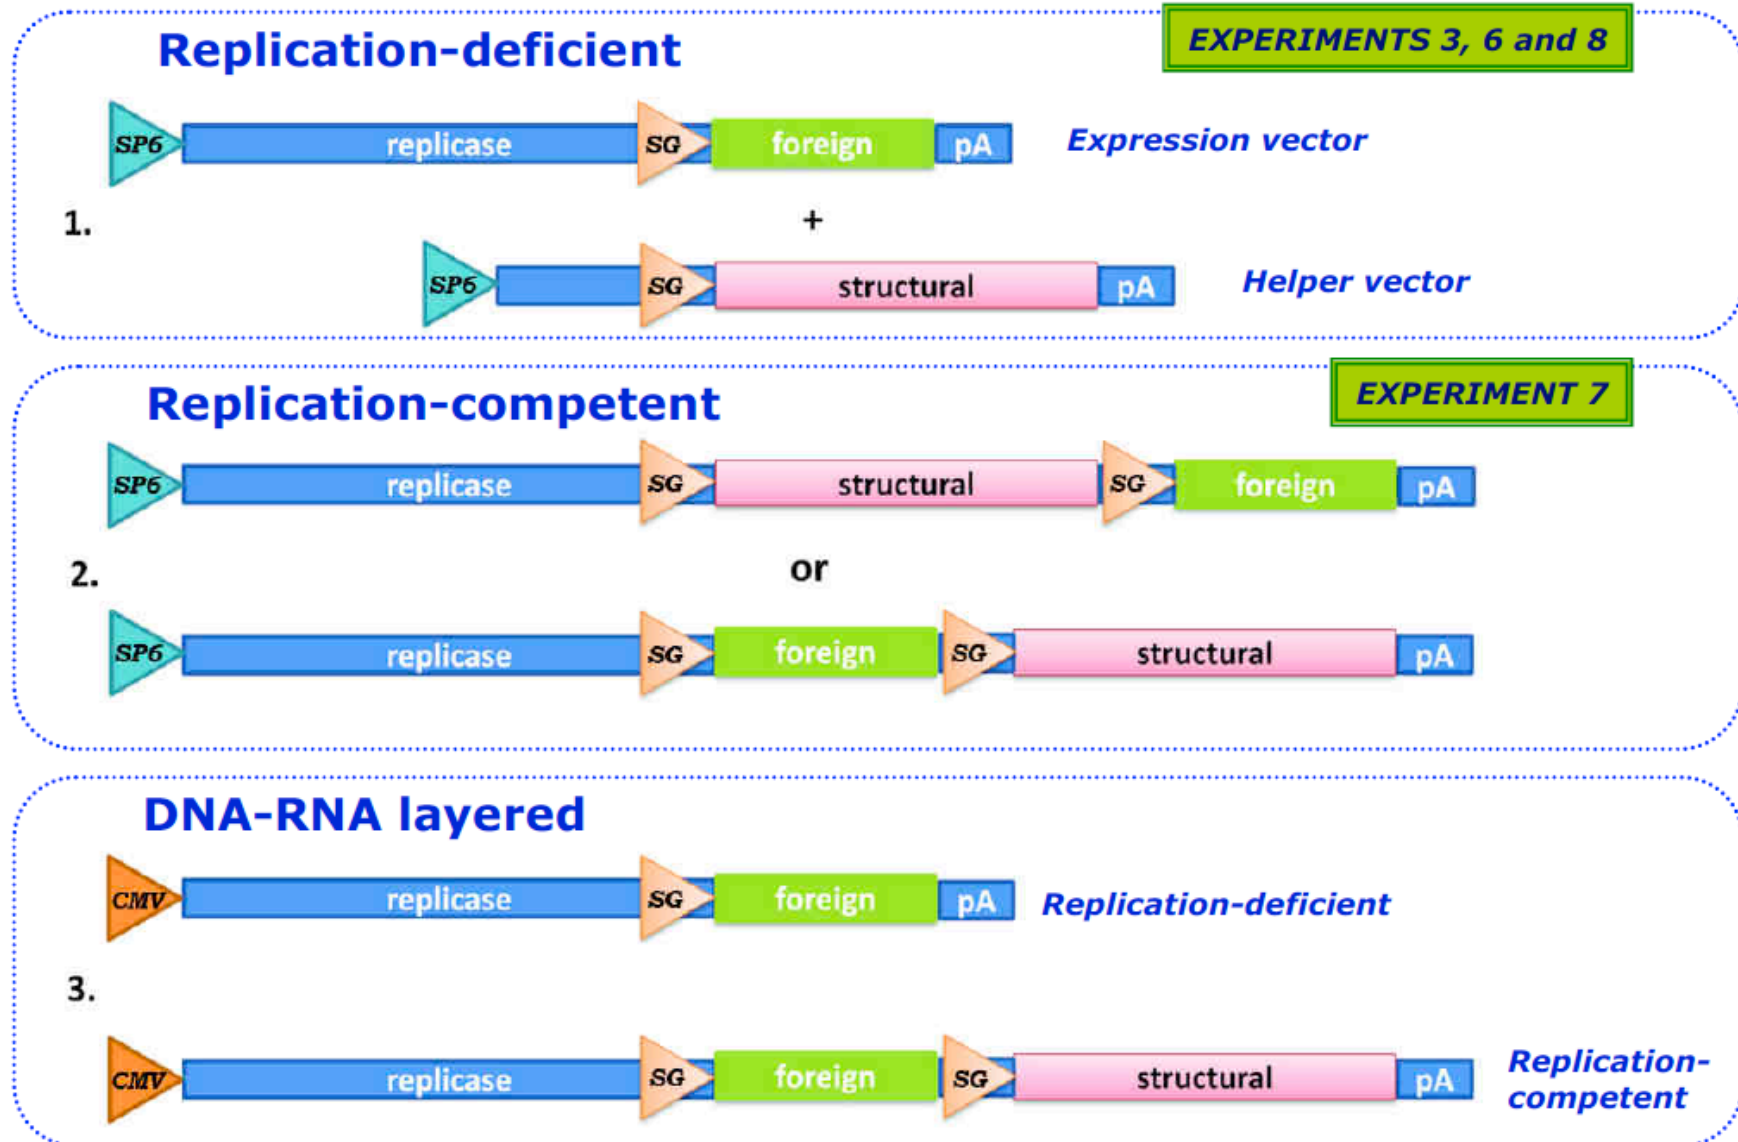 Replication-deficient
EXPERIMENTS 3, 6 and 8
SP6 replicase SG foreign pA Expression vector
1.
+
SP6 SG structural pA Helper vector
Replication-competent
EXPERIMENT 7
SP6 replicase SG structural SG foreign pA
2.
or
SP6 replicase SG foreign SG structural pA
DNA-RNA layered
CMV replicase SG foreign pA Replication-deficient
3.
CMV replicase SG foreign SG structural pA Replication-
competent